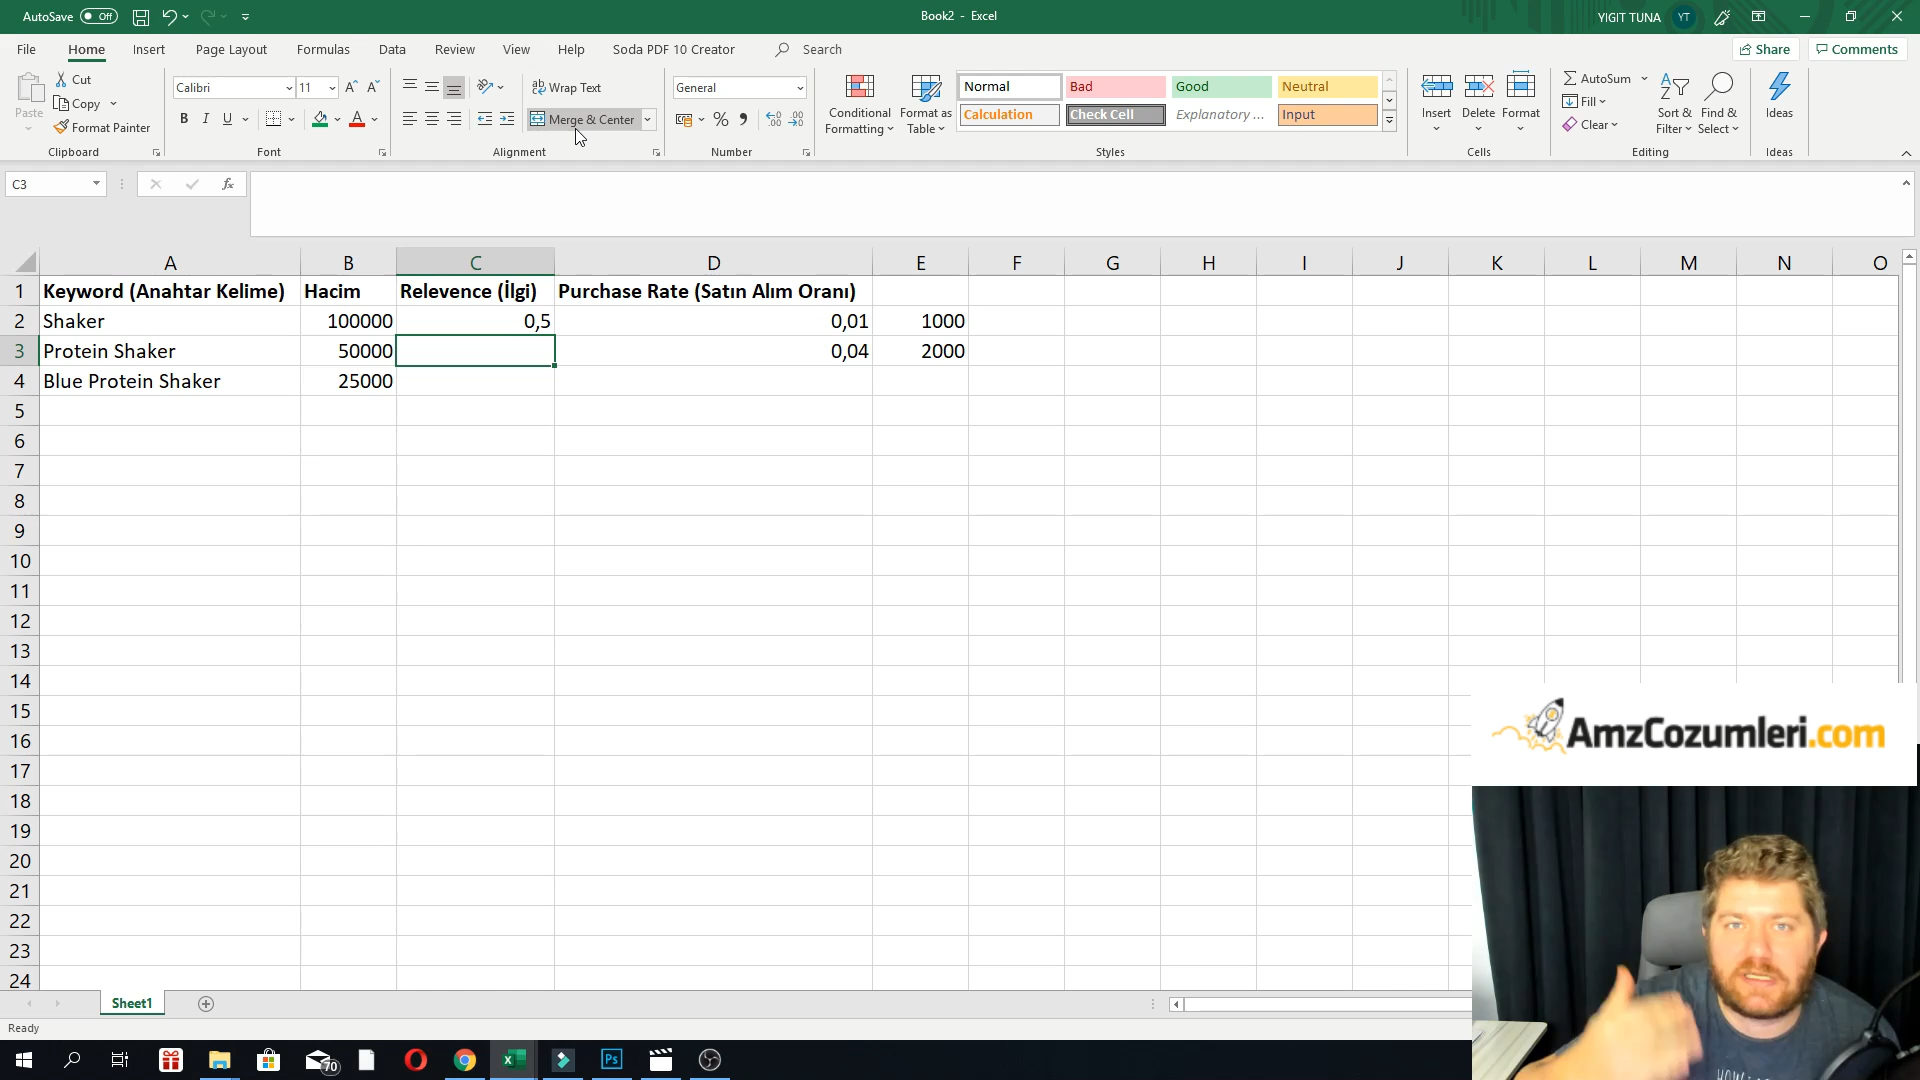 AutoSave Off
Book2 - Excel
YIGIT TUNA YT
File Home Insert Page Layout Formulas Data Review View Help Soda PDF 10 Creator Search
Share Comments
Paste
Cut
Copy
Format Painter
Clipboard
Calibri 11
B I U
Font
Wrap Text
Merge & Center
Alignment
General
Number
Conditional Formatting
Format as Table
Normal Bad Good Neutral
Calculation Check Cell Explanatory ... Input
Styles
Insert Delete Format
Cells
AutoSum
Fill
Clear
Sort & Filter
Find & Select
Editing
Ideas
Ideas
C3
fx
A B C D E F G H I J K L M N O
1 Keyword (Anahtar Kelime) Hacim Relevence (İlgi) Purchase Rate (Satın Alım Oranı)
2 Shaker 100000 0,5 0,01 1000
3 Protein Shaker 50000 0,04 2000
4 Blue Protein Shaker 25000
5
6
7
8
9
10
11
12
13
14
15
16
17
18
19
20
21
22
23
24
AmzCozumleri.com
Sheet1
Ready
70
Ps